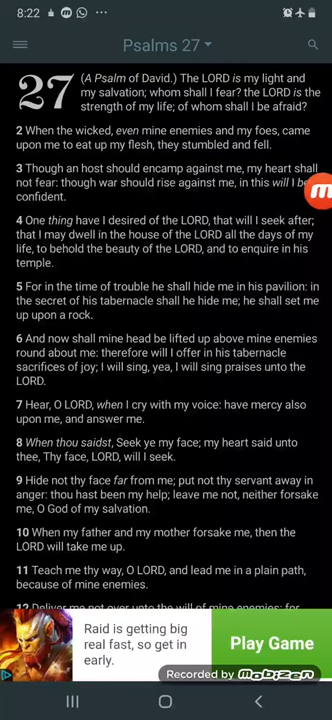 8:22
Psalms 27
27 (A Psalm of David.) The LORD is my light and
my salvation; whom shall I fear? the LORD is the
strength of my life; of whom shall I be afraid?
2 When the wicked, even mine enemies and my foes, came
upon me to eat up my flesh, they stumbled and fell.
3 Though an host should encamp against me, my heart shall
not fear: though war should rise against me, in this will I be
confident.
4 One thing have I desired of the LORD, that will I seek after;
that I may dwell in the house of the LORD all the days of my
life, to behold the beauty of the LORD, and to enquire in his
temple.
5 For in the time of trouble he shall hide me in his pavilion: in
the secret of his tabernacle shall he hide me; he shall set me
up upon a rock.
6 And now shall mine head be lifted up above mine enemies
round about me: therefore will I offer in his tabernacle
sacrifices of joy; I will sing, yea, I will sing praises unto the
LORD.
7 Hear, O LORD, when I cry with my voice: have mercy also
upon me, and answer me.
8 When thou saidst, Seek ye my face; my heart said unto
thee, Thy face, LORD, will I seek.
9 Hide not thy face far from me; put not thy servant away in
anger: thou hast been my help; leave me not, neither forsake
me, O God of my salvation.
10 When my father and my mother forsake me, then the
LORD will take me up.
11 Teach me thy way, O LORD, and lead me in a plain path,
because of mine enemies.
12 Deliver me not over unto the will of mine enemies: for
Raid is getting big
real fast, so get in
early.
Play Game
Recorded by Mobizen